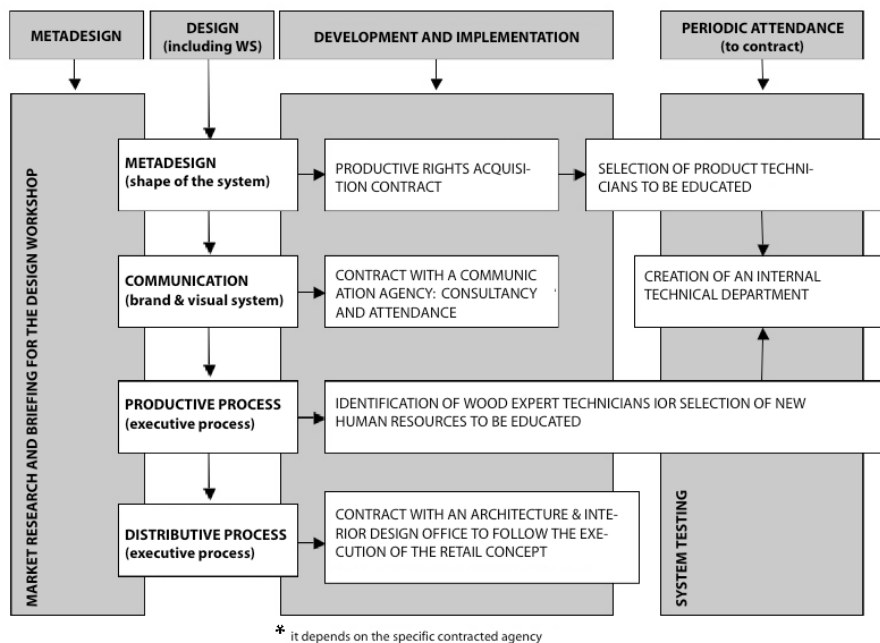 METADESIGN
DESIGN
(including WS)
DEVELOPMENT AND IMPLEMENTATION
PERIODIC ATTENDANCE
(to contract)
MARKET RESEARCH AND BRIEFING FOR THE DESIGN WORKSHOP
METADESIGN
(shape of the system)
PRODUCTIVE RIGHTS ACQUISI-
TION CONTRACT
SELECTION OF PRODUCT TECHNI-
CIANS TO BE EDUCATED
COMMUNICATION
(brand & visual system)
CONTRACT WITH A COMMUNIC
ATION AGENCY: CONSULTANCY
AND ATTENDANCE
CREATION OF AN INTERNAL
TECHNICAL DEPARTMENT
PRODUCTIVE PROCESS
(executive process)
IDENTIFICATION OF WOOD EXPERT TECHNICIANS IOR SELECTION OF NEW
HUMAN RESOURCES TO BE EDUCATED
DISTRIBUTIVE PROCESS
(executive process)
CONTRACT WITH AN ARCHITECTURE & INTE-
RIOR DESIGN OFFICE TO FOLLOW THE EXE-
CUTION OF THE RETAIL CONCEPT
SYSTEM TESTING
* it depends on the specific contracted agency